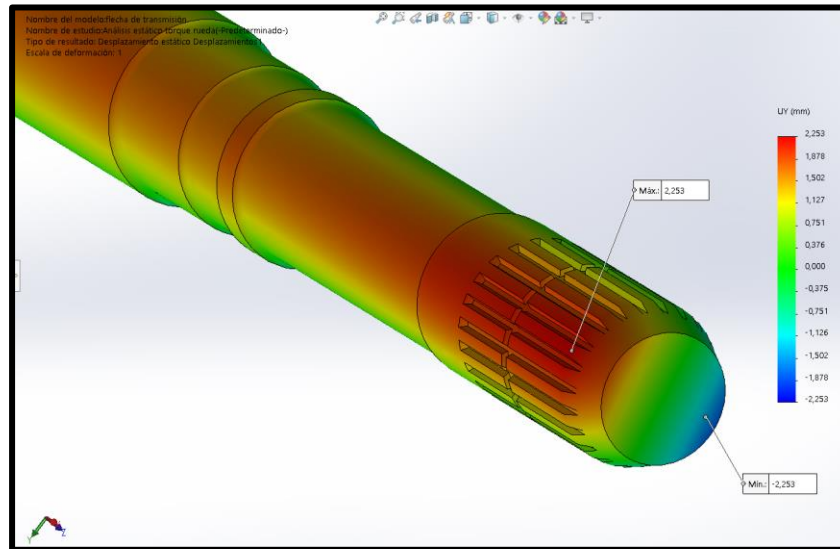 Nombre del modelo:flecha de transmisión
Nombre de estudio:Análisis estático torque rueda(-Predeterminado-)
Tipo de resultado: Desplazamiento estático Desplazamientos1
Escala de deformación: 1
UY (mm)
2,253
1,878
1,502
1,127
0,751
0,376
0,000
-0,375
-0,751
-1,126
-1,502
-1,878
-2,253
Máx.: 2,253
Mín.: -2,253
Y
Z